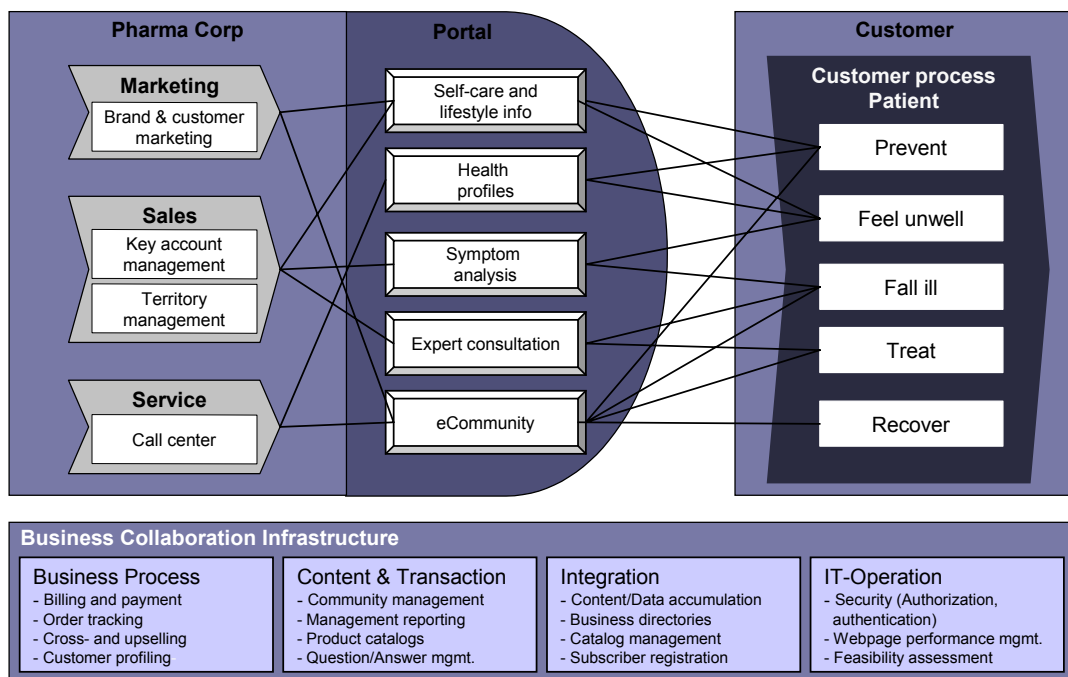 Pharma Corp
Portal
Customer
Marketing
Brand & customer
marketing
Sales
Key account
management
Territory
management
Service
Call center
Self-care and
lifestyle info
Health
profiles
Symptom
analysis
Expert consultation
eCommunity
Customer process
Patient
Prevent
Feel unwell
Fall ill
Treat
Recover
Business Collaboration Infrastructure
Business Process
- Billing and payment
- Order tracking
- Cross- and upselling
- Customer profiling
Content & Transaction
- Community management
- Management reporting
- Product catalogs
- Question/Answer mgmt.
Integration
- Content/Data accumulation
- Business directories
- Catalog management
- Subscriber registration
IT-Operation
- Security (Authorization,
authentication)
- Webpage performance mgmt.
- Feasibility assessment